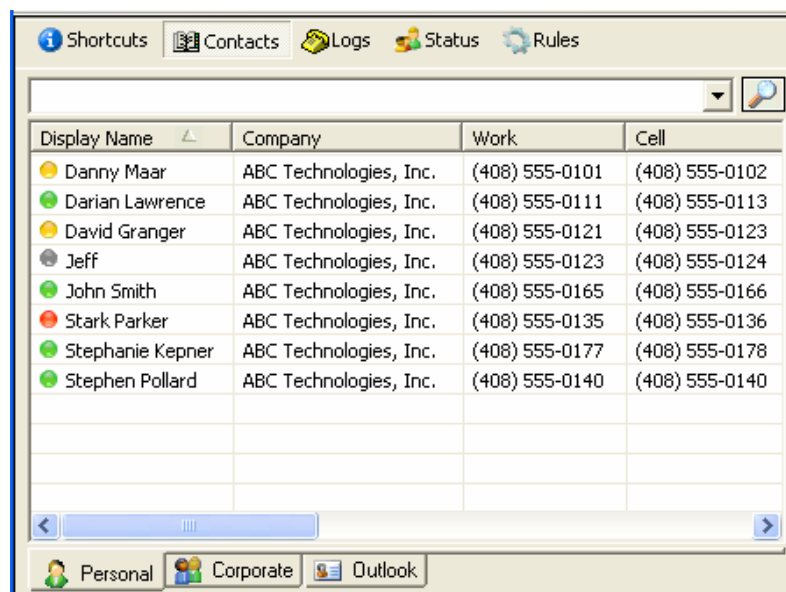 Shortcuts Contacts Logs Status Rules
Display Name Company Work Cell
Danny Maar ABC Technologies, Inc. (408) 555-0101 (408) 555-0102
Darian Lawrence ABC Technologies, Inc. (408) 555-0111 (408) 555-0113
David Granger ABC Technologies, Inc. (408) 555-0121 (408) 555-0123
Jeff ABC Technologies, Inc. (408) 555-0123 (408) 555-0124
John Smith ABC Technologies, Inc. (408) 555-0165 (408) 555-0166
Stark Parker ABC Technologies, Inc. (408) 555-0135 (408) 555-0136
Stephanie Kepner ABC Technologies, Inc. (408) 555-0177 (408) 555-0178
Stephen Pollard ABC Technologies, Inc. (408) 555-0140 (408) 555-0140
Personal Corporate Outlook